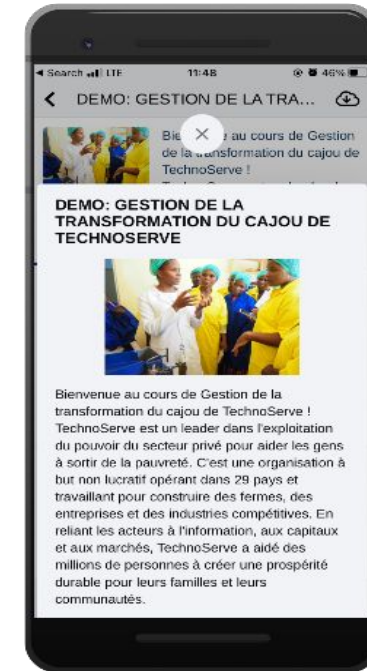 Search LTE 11:48 46%
DEMO: GESTION DE LA TRA...
au cours de Gestion
de la transformation du cajou de
TechnoServe !
DEMO: GESTION DE LA
TRANSFORMATION DU CAJOU DE
TECHNOSERVE
Bienvenue au cours de Gestion de la
transformation du cajou de TechnoServe !
TechnoServe est un leader dans l'exploitation
du pouvoir du secteur privé pour aider les gens
à sortir de la pauvreté. C'est une organisation à
but non lucratif opérant dans 29 pays et
travaillant pour construire des fermes, des
entreprises et des industries compétitives. En
reliant les acteurs à l'information, aux capitaux
et aux marchés, TechnoServe a aidé des
millions de personnes à créer une prospérité
durable pour leurs familles et leurs
communautés.